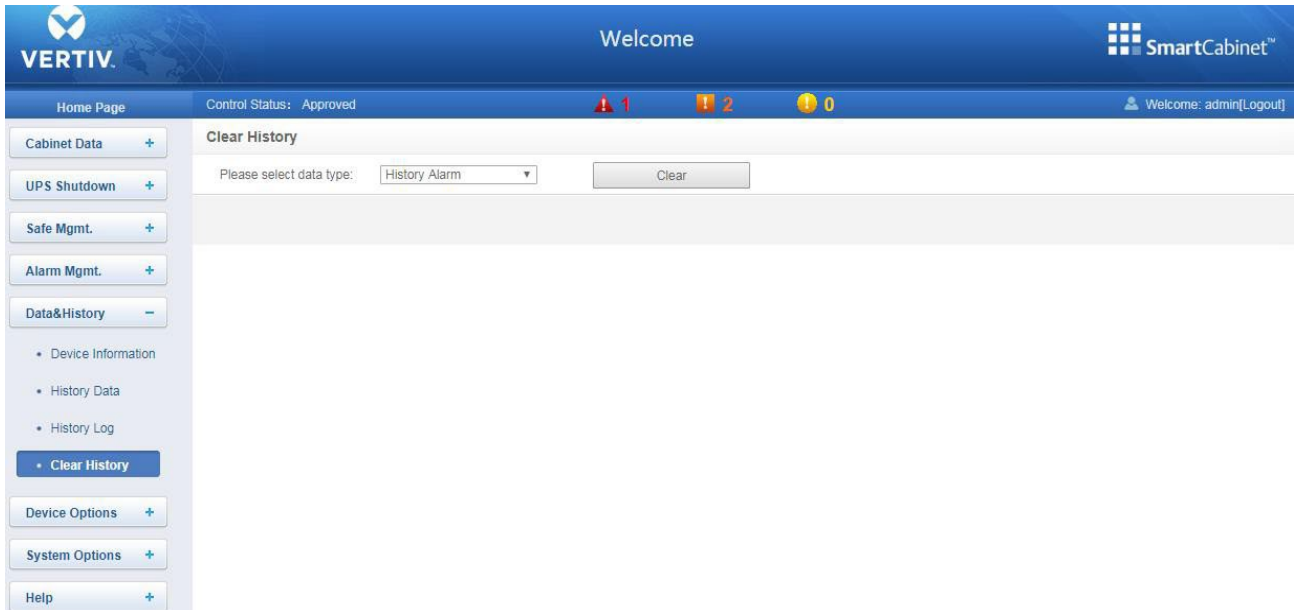 VERTIV.
Welcome
SmartCabinet™
Home Page
Control Status: Approved
1
2
0
Welcome: admin[Logout]
Cabinet Data +
UPS Shutdown +
Safe Mgmt. +
Alarm Mgmt. +
Data&History −
• Device Information
• History Data
• History Log
• Clear History
Device Options +
System Options +
Help +
Clear History
Please select data type: History Alarm Clear